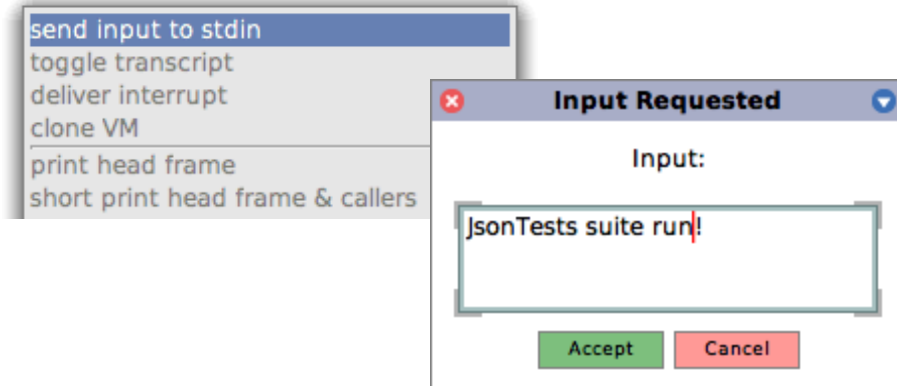 send input to stdin
toggle transcript
deliver interrupt
clone VM
print head frame
short print head frame & callers
Input Requested
Input:
JsonTests suite run!
Accept
Cancel